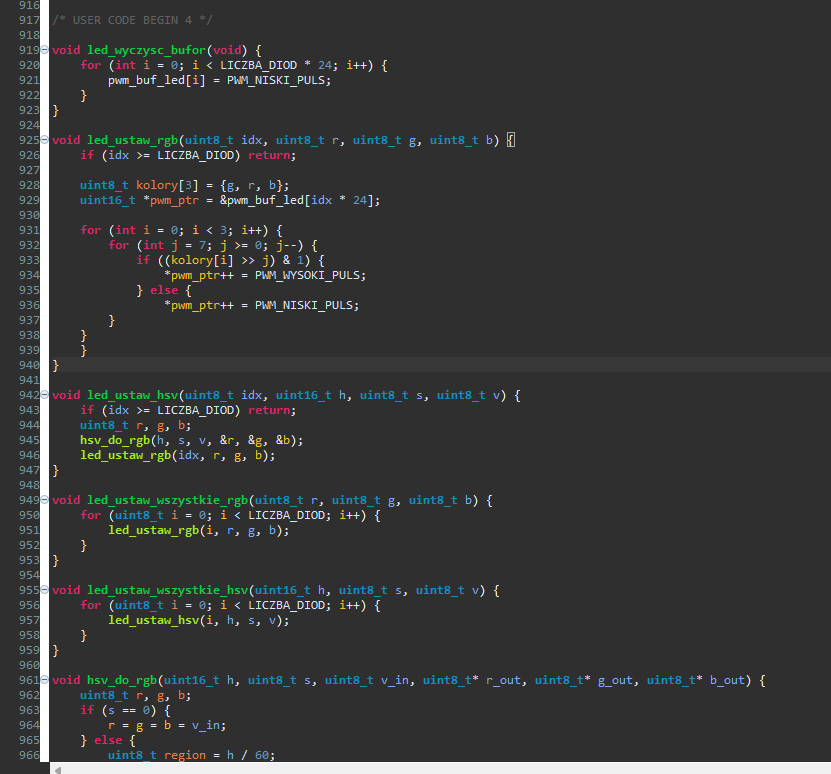 916
917 /* USER CODE BEGIN 4 */
918
919 void led_wyczysc_bufor(void) {
920     for (int i = 0; i < LICZBA_DIOD * 24; i++) {
921         pwm_buf_led[i] = PWM_NISKI_PULS;
922     }
923 }
924
925 void led_ustaw_rgb(uint8_t idx, uint8_t r, uint8_t g, uint8_t b) {
926     if (idx >= LICZBA_DIOD) return;
927
928     uint8_t kolory[3] = {g, r, b};
929     uint16_t *pwm_ptr = &pwm_buf_led[idx * 24];
930
931     for (int i = 0; i < 3; i++) {
932         for (int j = 7; j >= 0; j--) {
933             if ((kolory[i] >> j) & 1) {
934                 *pwm_ptr++ = PWM_WYSOKI_PULS;
935             } else {
936                 *pwm_ptr++ = PWM_NISKI_PULS;
937         }
938     }
939     }
940 }
941
942 void led_ustaw_hsv(uint8_t idx, uint16_t h, uint8_t s, uint8_t v) {
943     if (idx >= LICZBA_DIOD) return;
944     uint8_t r, g, b;
945     hsv_do_rgb(h, s, v, &r, &g, &b);
946     led_ustaw_rgb(idx, r, g, b);
947 }
948
949 void led_ustaw_wszystkie_rgb(uint8_t r, uint8_t g, uint8_t b) {
950     for (uint8_t i = 0; i < LICZBA_DIOD; i++) {
951         led_ustaw_rgb(i, r, g, b);
952     }
953 }
954
955 void led_ustaw_wszystkie_hsv(uint16_t h, uint8_t s, uint8_t v) {
956     for (uint8_t i = 0; i < LICZBA_DIOD; i++) {
957         led_ustaw_hsv(i, h, s, v);
958     }
959 }
960
961 void hsv_do_rgb(uint16_t h, uint8_t s, uint8_t v_in, uint8_t* r_out, uint8_t* g_out, uint8_t* b_out) {
962     uint8_t r, g, b;
963     if (s == 0) {
964         r = g = b = v_in;
965     } else {
966         uint8_t region = h / 60;